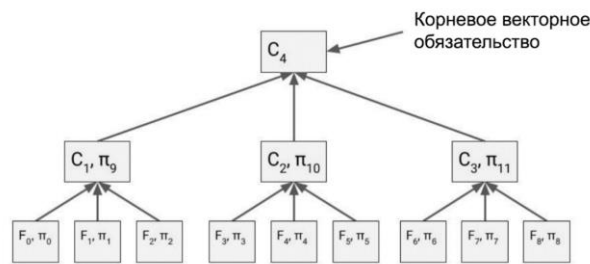 Корневое векторное
обязательство
C₄
C₁, π₉
C₂, π₁₀
C₃, π₁₁
F₀, π₀
F₁, π₁
F₂, π₂
F₃, π₃
F₄, π₄
F₅, π₅
F₆, π₆
F₇, π₇
F₈, π₈